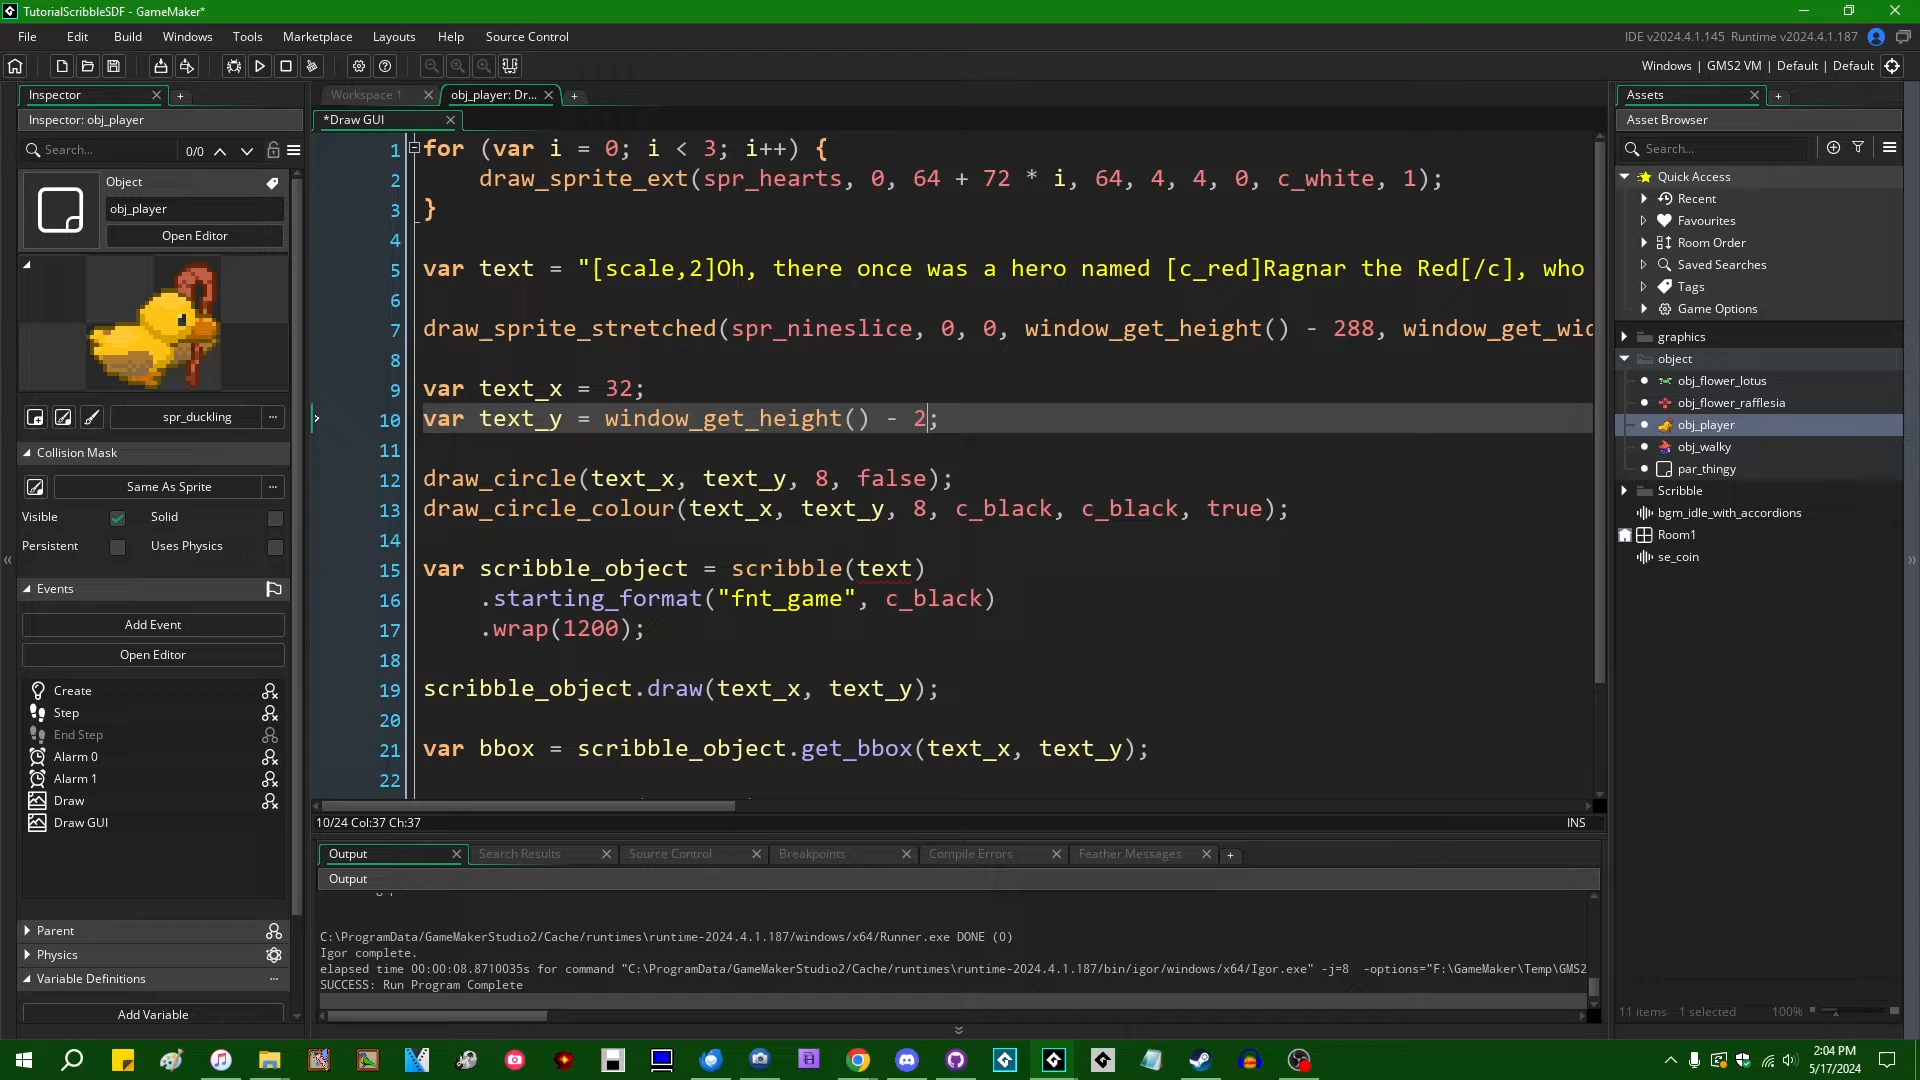 TutorialScribbleSDF - GameMaker*
File Edit Build Windows Tools Marketplace Layouts Help Source Control
IDE v2024.4.1.145 Runtime v2024.4.1.187
Windows | GMS2 VM | Default | Default
Inspector
Inspector: obj_player
Search... 0/0
Object
obj_player
Open Editor
spr_duckling
Collision Mask
Same As Sprite
Visible Solid
Persistent Uses Physics
Events
Add Event
Open Editor
Create
Step
End Step
Alarm 0
Alarm 1
Draw
Draw GUI
Parent
Physics
Variable Definitions
Add Variable
Workspace 1 obj_player: Dr...
*Draw GUI
1 for (var i = 0; i < 3; i++) {
2 draw_sprite_ext(spr_hearts, 0, 64 + 72 * i, 64, 4, 4, 0, c_white, 1);
3 }
4
5 var text = "[scale,2]Oh, there once was a hero named [c_red]Ragnar the Red[/c], who
6
7 draw_sprite_stretched(spr_nineslice, 0, 0, window_get_height() - 288, window_get_wid
8
9 var text_x = 32;
10 var text_y = window_get_height() - 2;
11
12 draw_circle(text_x, text_y, 8, false);
13 draw_circle_colour(text_x, text_y, 8, c_black, c_black, true);
14
15 var scribble_object = scribble(text)
16 .starting_format("fnt_game", c_black)
17 .wrap(1200);
18
19 scribble_object.draw(text_x, text_y);
20
21 var bbox = scribble_object.get_bbox(text_x, text_y);
22
10/24 Col:37 Ch:37 INS
Output Search Results Source Control Breakpoints Compile Errors Feather Messages
Output
C:\ProgramData/GameMakerStudio2/Cache/runtimes\runtime-2024.4.1.187/windows/x64/Runner.exe DONE (0)
Igor complete.
elapsed time 00:00:08.8710035s for command "C:\ProgramData/GameMakerStudio2/Cache/runtimes\runtime-2024.4.1.187/bin/igor/windows/x64/Igor.exe" -j=8 -options="F:\GameMaker\Temp\GMS2
SUCCESS: Run Program Complete
Assets
Asset Browser
Search...
Quick Access
Recent
Favourites
Room Order
Saved Searches
Tags
Game Options
graphics
object
obj_flower_lotus
obj_flower_rafflesia
obj_player
obj_walky
par_thingy
Scribble
bgm_idle_with_accordions
Room1
se_coin
11 items 1 selected 100%
2:04 PM
5/17/2024